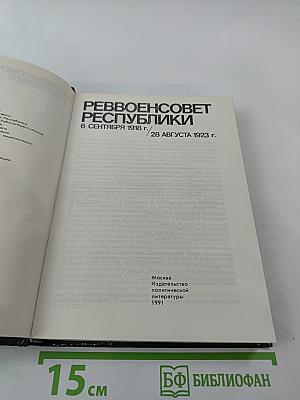 РЕВВОЕНСОВЕТ
РЕСПУБЛИКИ
6 СЕНТЯБРЯ 1918 г. /
/ 28 АВГУСТА 1923 г.
Москва
Издательство
политической
литературы
1991
15 см
БФ БИБЛИОФАН